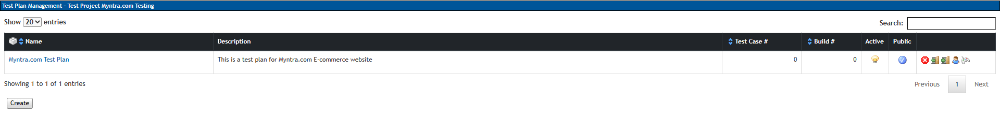 Test Plan Management - Test Project Myntra.com Testing
Show 20 entries
Search:
Name Description Test Case # Build # Active Public
Myntra.com Test Plan This is a test plan for Myntra.com E-commerce website 0 0
Showing 1 to 1 of 1 entries
Previous 1 Next
Create